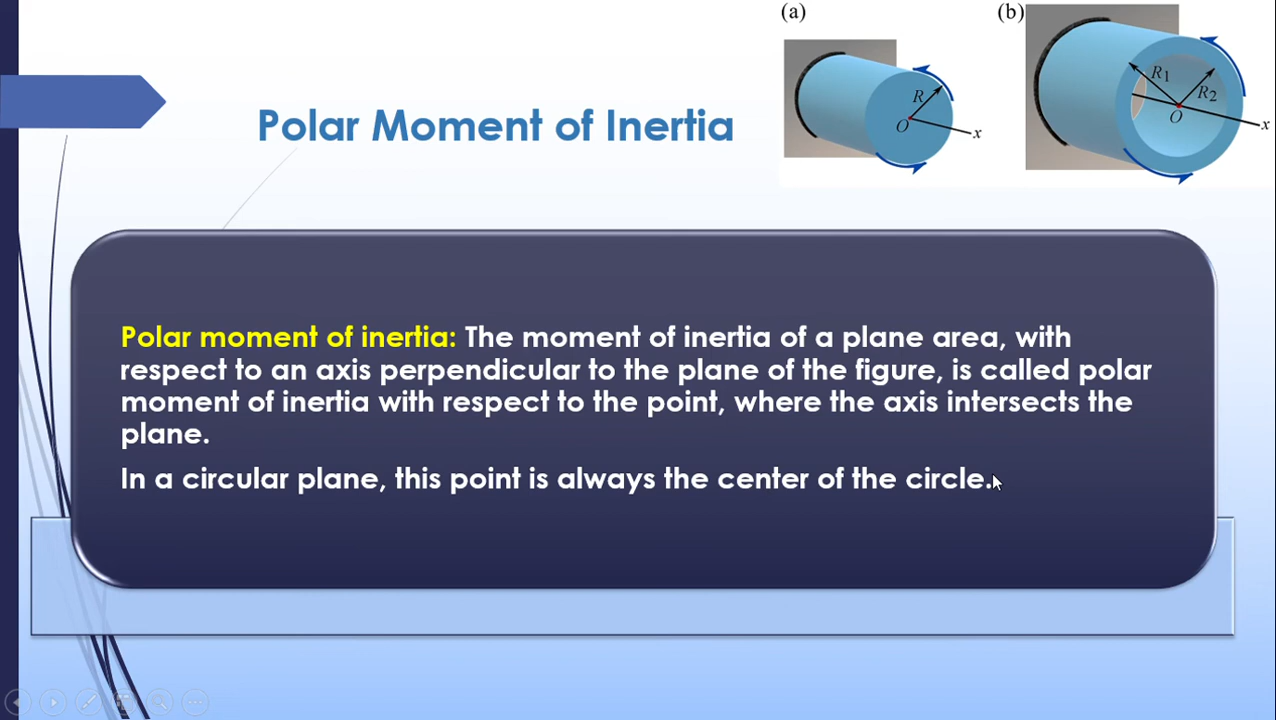 (a)
(b)
R
O
x
R1
R2
O
x
Polar Moment of Inertia
Polar moment of inertia: The moment of inertia of a plane area, with
respect to an axis perpendicular to the plane of the figure, is called polar
moment of inertia with respect to the point, where the axis intersects the
plane.
In a circular plane, this point is always the center of the circle.